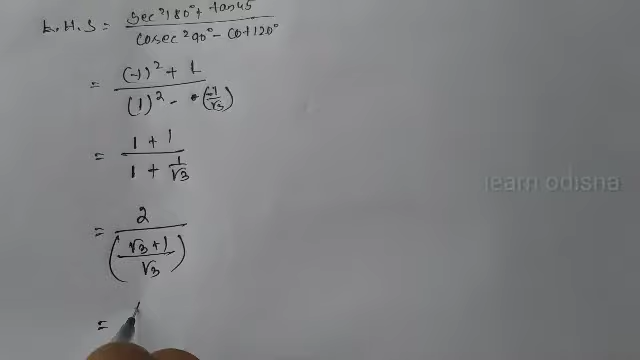 L.H.S = sec²180° + tan45 / cosec²90° - cot120°
= (-1)² + 1 / (1)² - (-1/√3)
= 1 + 1 / 1 + 1/√3
= 2 / ((√3 + 1)/√3)
=
learn odisha